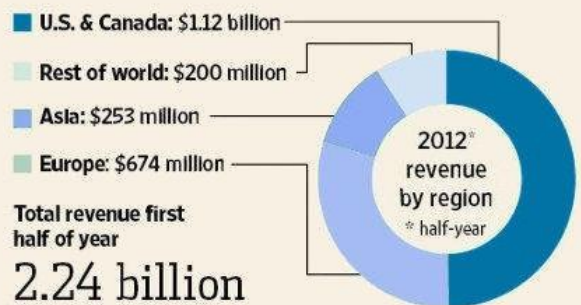 U.S. & Canada: $1.12 billion
Rest of world: $200 million
Asia: $253 million
Europe: $674 million
Total revenue first
half of year
2.24 billion
2012*
revenue
by region
* half-year